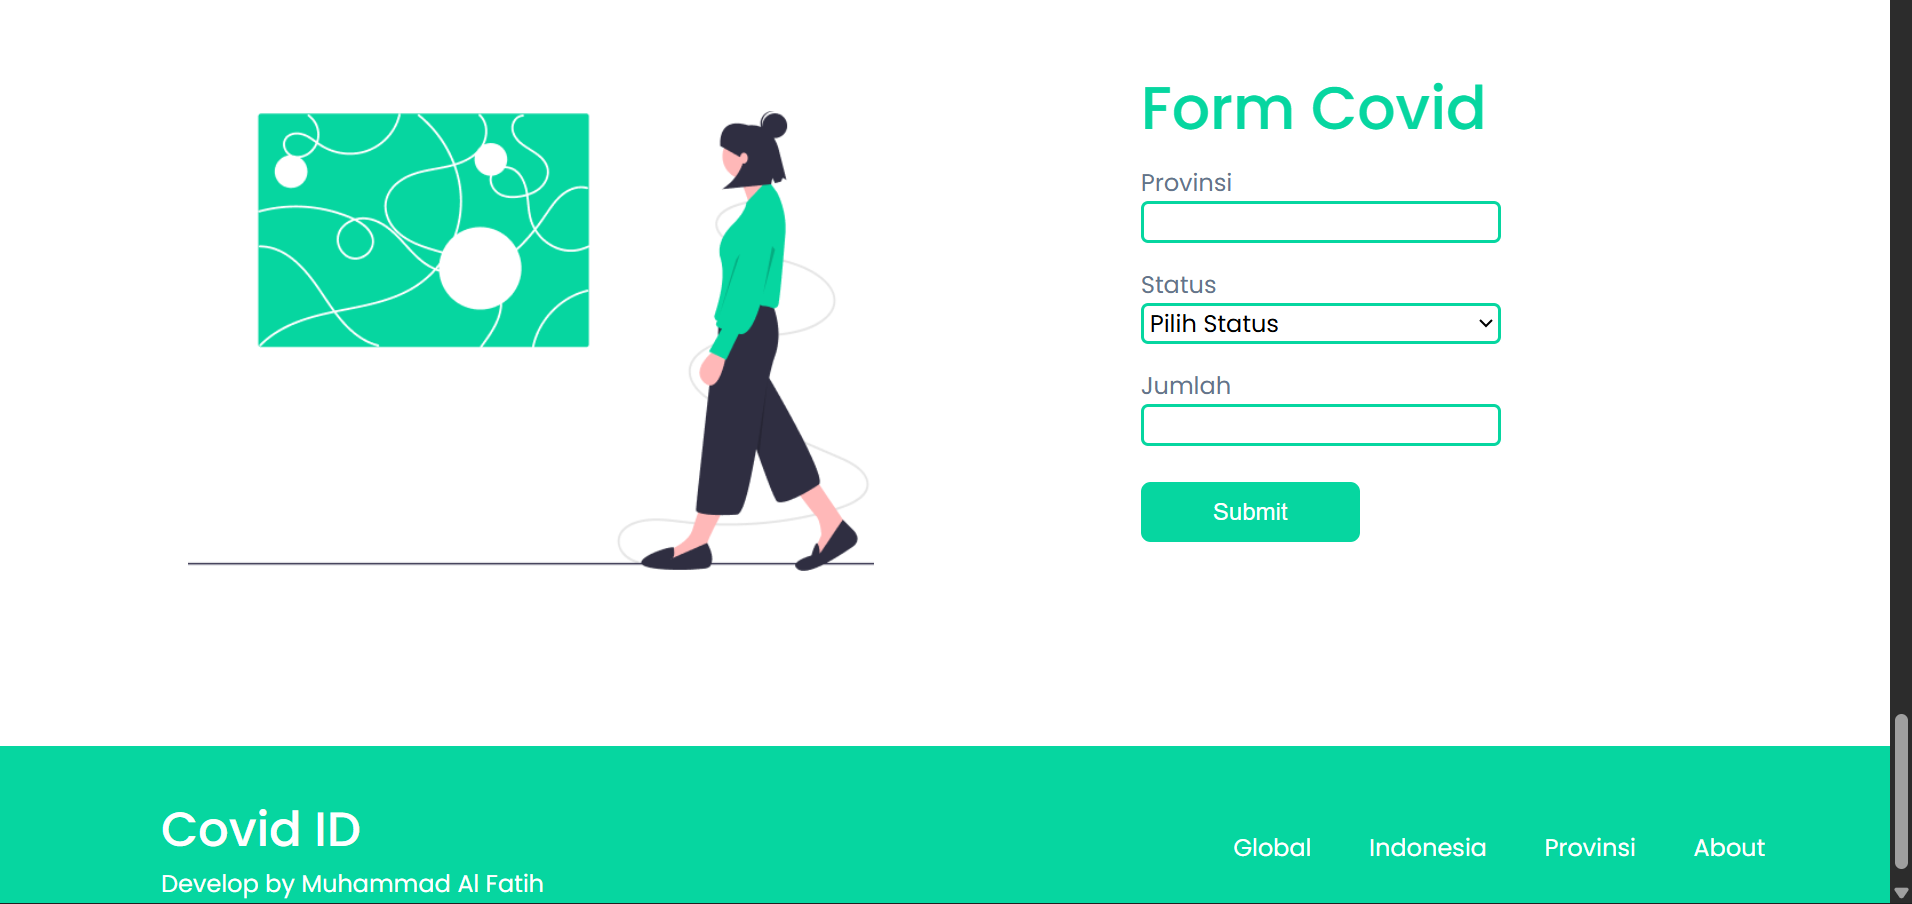 Form Covid
Provinsi
Status
Pilih Status
Jumlah
Submit
Covid ID
Develop by Muhammad Al Fatih
Global Indonesia Provinsi About